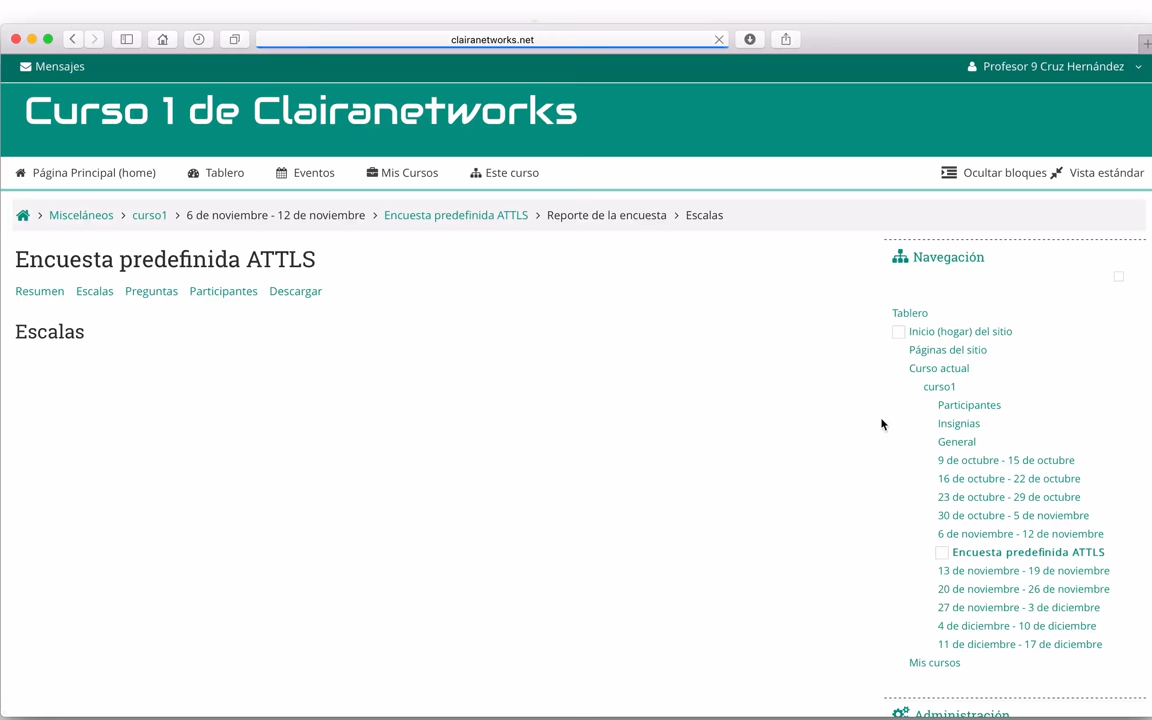 clairanetworks.net
Mensajes
Profesor 9 Cruz Hernández
Curso 1 de Clairanetworks
Página Principal (home) Tablero Eventos Mis Cursos Este curso Ocultar bloques Vista estándar
Misceláneos > curso1 > 6 de noviembre - 12 de noviembre > Encuesta predefinida ATTLS > Reporte de la encuesta > Escalas
Encuesta predefinida ATTLS
Resumen Escalas Preguntas Participantes Descargar
Escalas
Navegación
Tablero
Inicio (hogar) del sitio
Páginas del sitio
Curso actual
curso1
Participantes
Insignias
General
9 de octubre - 15 de octubre
16 de octubre - 22 de octubre
23 de octubre - 29 de octubre
30 de octubre - 5 de noviembre
6 de noviembre - 12 de noviembre
Encuesta predefinida ATTLS
13 de noviembre - 19 de noviembre
20 de noviembre - 26 de noviembre
27 de noviembre - 3 de diciembre
4 de diciembre - 10 de diciembre
11 de diciembre - 17 de diciembre
Mis cursos
Administración